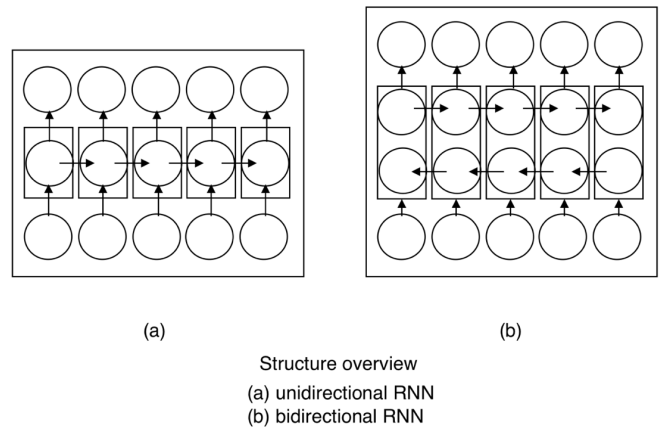 (a)
(b)
Structure overview
(a) unidirectional RNN
(b) bidirectional RNN